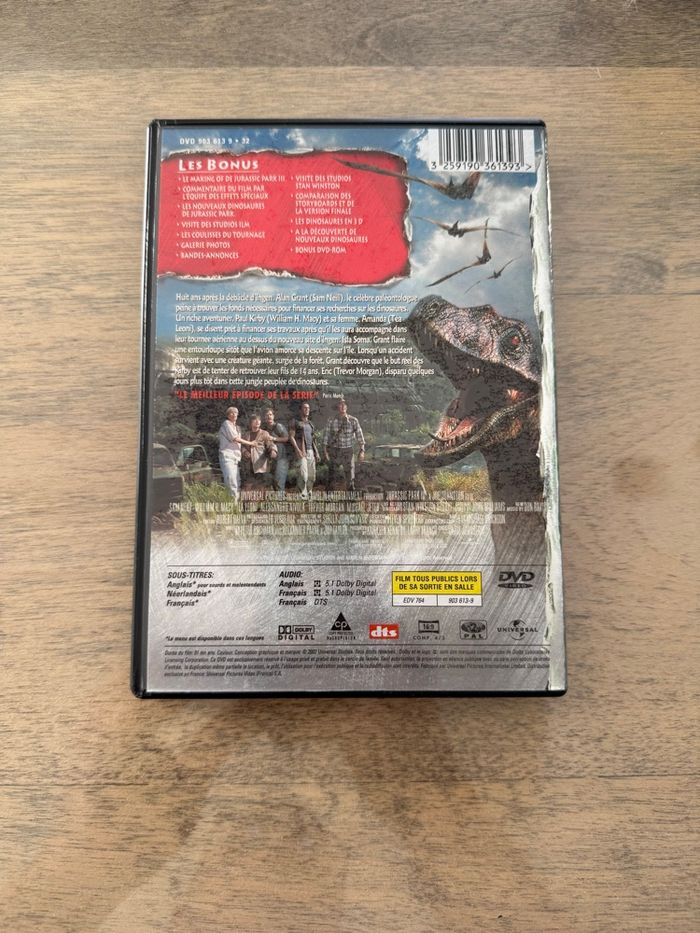 DVD 903 613 9 • 32
3 259190 361393 >
LES BONUS
• LE MAKING OF DE JURASSIC PARK III.
• COMMENTAIRE DU FILM PAR
L'ÉQUIPE DES EFFETS SPÉCIAUX
• LES NOUVEAUX DINOSAURES
DE JURASSIC PARK.
• VISITE DES STUDIOS ILM
• LES COULISSES DU TOURNAGE
• GALERIE PHOTOS
• BANDES-ANNONCES
• VISITE DES STUDIOS
STAN WINSTON
• COMPARAISON DES
STORYBOARDS ET DE
LA VERSION FINALE
• LES DINOSAURES EN 3 D
• A LA DÉCOUVERTE DE
NOUVEAUX DINOSAURES
• BONUS DVD-ROM
Huit ans après la débâcle d'Ingen, Alan Grant (Sam Neill), le célèbre paléontologue
peine à trouver les fonds nécessaires pour financer ses recherches sur les dinosaures.
Un riche aventurier, Paul Kirby (William H. Macy) et sa femme, Amanda (Tea
Leoni), se disent prêt à financer ses travaux après qu'il les aura accompagné dans
leur tournée aérienne au dessus du nouveau site d'ingen: Isla Sorna. Grant flaire
une entourloupe sitôt que l'avion amorce sa descente sur l'île. Lorsqu'un accident
survient avec une créature géante, surgie de la forêt, Grant découvre que le but réel des
Kirby est de tenter de retrouver leur fils de 14 ans, Eric (Trevor Morgan), disparu quelques
jours plus tôt dans cette jungle peuplée de dinosaures.
"LE MEILLEUR ÉPISODE DE LA SÉRIE" Paris Match
SOUS-TITRES:
Anglais* pour sourds et malentendants
Néerlandais*
Français*
*Le menu est disponible dans ces langues
AUDIO:
Anglais 5.1 Dolby Digital
Français 5.1 Dolby Digital
Français DTS
FILM TOUS PUBLICS LORS
DE SA SORTIE EN SALLE
EDV 764
903 613-9
DVD
VIDEO
DOLBY
DIGITAL
CP
dts
16:9
COMP. 4/3
2
PAL
UNIVERSAL